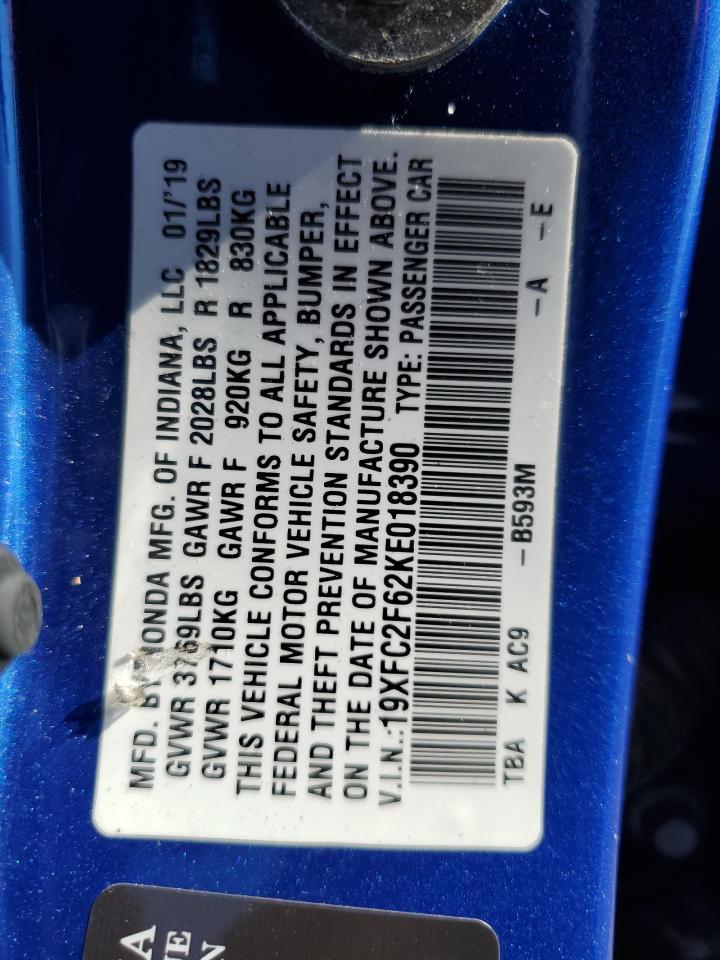 MFD. BY HONDA MFG. OF INDIANA, LLC 01/'19
GVWR LBS GAWR F 2028LBS R 1829LBS
GVWR 1710KG GAWR F 920KG R 830KG
THIS VEHICLE CONFORMS TO ALL APPLICABLE
FEDERAL MOTOR VEHICLE SAFETY, BUMPER,
AND THEFT PREVENTION STANDARDS IN EFFECT
ON THE DATE OF MANUFACTURE SHOWN ABOVE.
V.I.N.:19XFC2F62KE018390 TYPE: PASSENGER CAR
TBA K AC9 -B593M -A -E